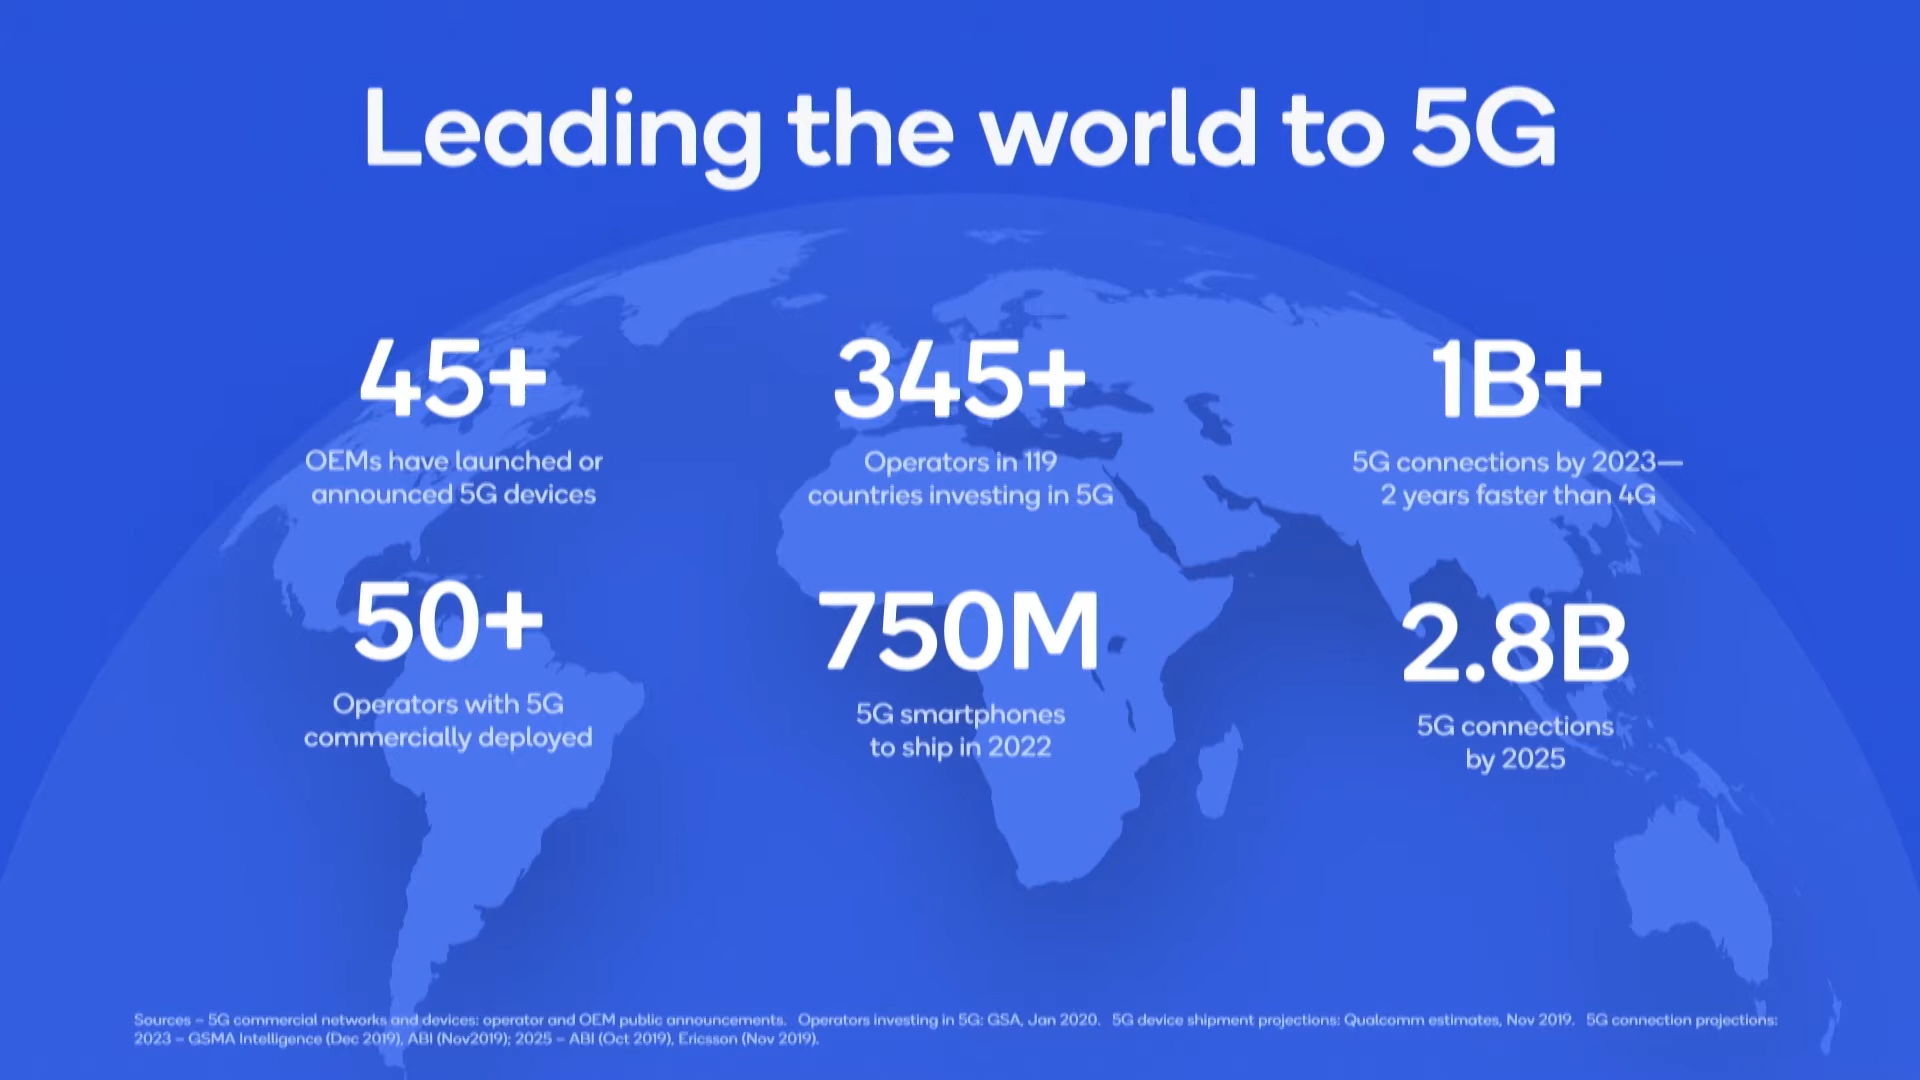 Leading the world to 5G
45+
OEMs have launched or
announced 5G devices
345+
Operators in 119
countries investing in 5G
1B+
5G connections by 2023—
2 years faster than 4G
50+
Operators with 5G
commercially deployed
750M
5G smartphones
to ship in 2022
2.8B
5G connections
by 2025
Sources – 5G commercial networks and devices: operator and OEM public announcements. Operators investing in 5G: GSA, Jan 2020. 5G device shipment projections: Qualcomm estimates, Nov 2019. 5G connection projections:
2023 – GSMA Intelligence (Dec 2019), ABI (Nov2019); 2025 – ABI (Oct 2019), Ericsson (Nov 2019).